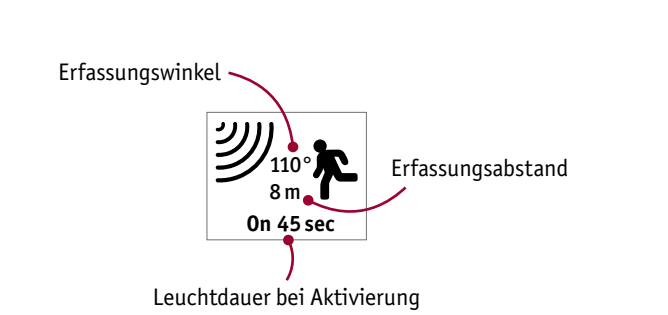 Erfassungswinkel
110°
Erfassungsabstand
8 m
On 45 sec
Leuchtdauer bei Aktivierung